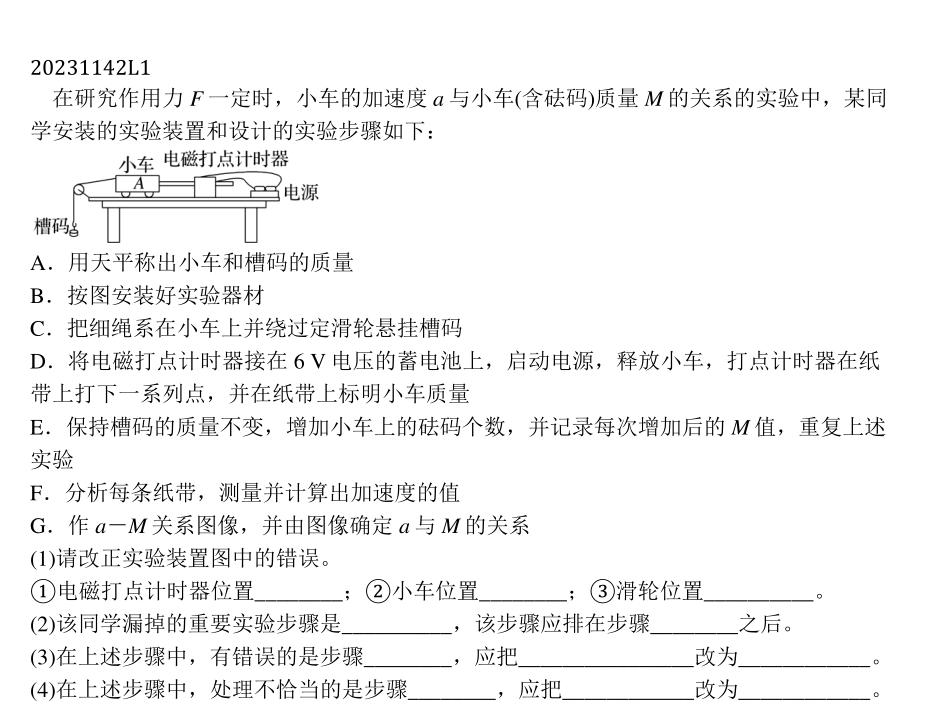 20231142L1
在研究作用力 F 一定时，小车的加速度 a 与小车(含砝码)质量 M 的关系的实验中，某同
学安装的实验装置和设计的实验步骤如下：
小车 电磁打点计时器
A
电源
槽码
A．用天平称出小车和槽码的质量
B．按图安装好实验器材
C．把细绳系在小车上并绕过定滑轮悬挂槽码
D．将电磁打点计时器接在 6 V 电压的蓄电池上，启动电源，释放小车，打点计时器在纸
带上打下一系列点，并在纸带上标明小车质量
E．保持槽码的质量不变，增加小车上的砝码个数，并记录每次增加后的 M 值，重复上述
实验
F．分析每条纸带，测量并计算出加速度的值
G．作 a－M 关系图像，并由图像确定 a 与 M 的关系
(1)请改正实验装置图中的错误。
①电磁打点计时器位置________；②小车位置________；③滑轮位置__________。
(2)该同学漏掉的重要实验步骤是__________，该步骤应排在步骤________之后。
(3)在上述步骤中，有错误的是步骤________，应把________________改为____________。
(4)在上述步骤中，处理不恰当的是步骤________，应把____________改为____________。